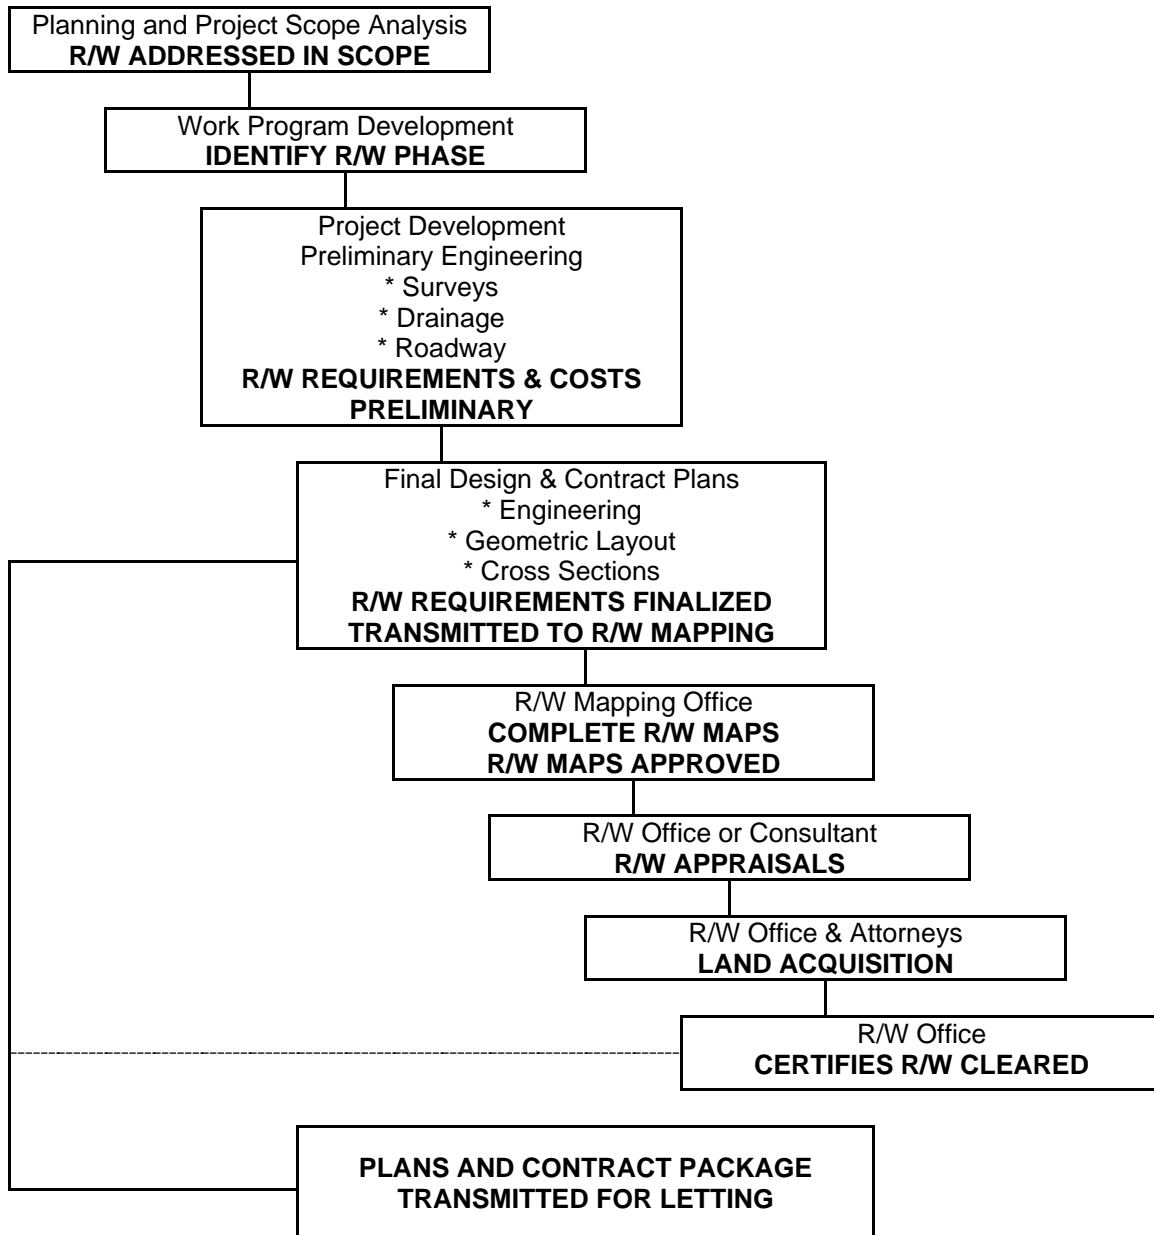 Planning and Project Scope Analysis
R/W ADDRESSED IN SCOPE
Work Program Development
IDENTIFY R/W PHASE
Project Development
Preliminary Engineering
* Surveys
* Drainage
* Roadway
R/W REQUIREMENTS & COSTS
PRELIMINARY
Final Design & Contract Plans
* Engineering
* Geometric Layout
* Cross Sections
R/W REQUIREMENTS FINALIZED
TRANSMITTED TO R/W MAPPING
R/W Mapping Office
COMPLETE R/W MAPS
R/W MAPS APPROVED
R/W Office or Consultant
R/W APPRAISALS
R/W Office & Attorneys
LAND ACQUISITION
R/W Office
CERTIFIES R/W CLEARED
PLANS AND CONTRACT PACKAGE
TRANSMITTED FOR LETTING